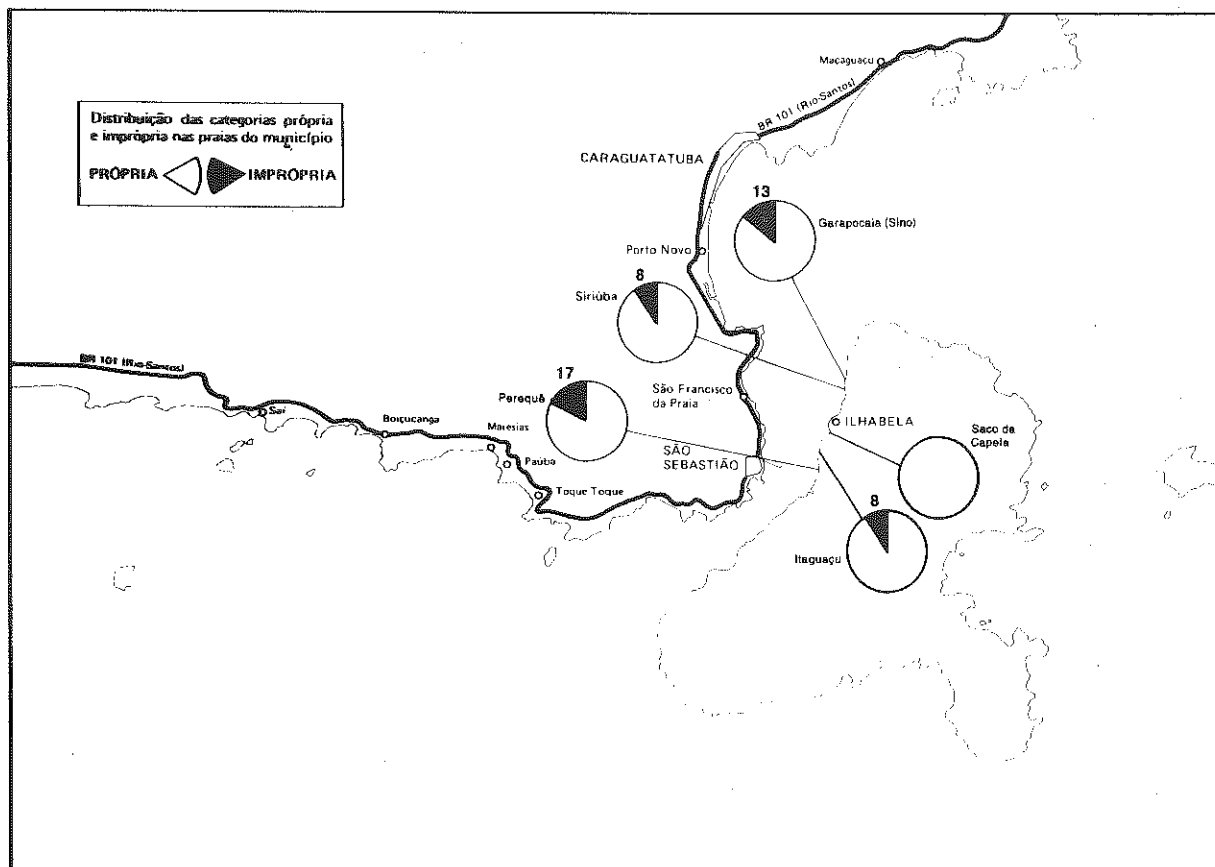 Maçaguaçu
BR 101 (Rio-Santos)
Distribuição das categorias própria
e imprópria nas praias do município
PRÓPRIA IMPRÓPRIA
CARAGUATATUBA
13
Garapocaia (Sino)
Porto Novo
8
Siriúba
BR 101 (Rio-Santos)
17
Perequê
São Francisco
da Praia
Saí
Boiçucanga
Maresias
Paúba
Toque Toque
SÃO
SEBASTIÃO
ILHABELA
Saco da
Capela
8
Itaguaçu